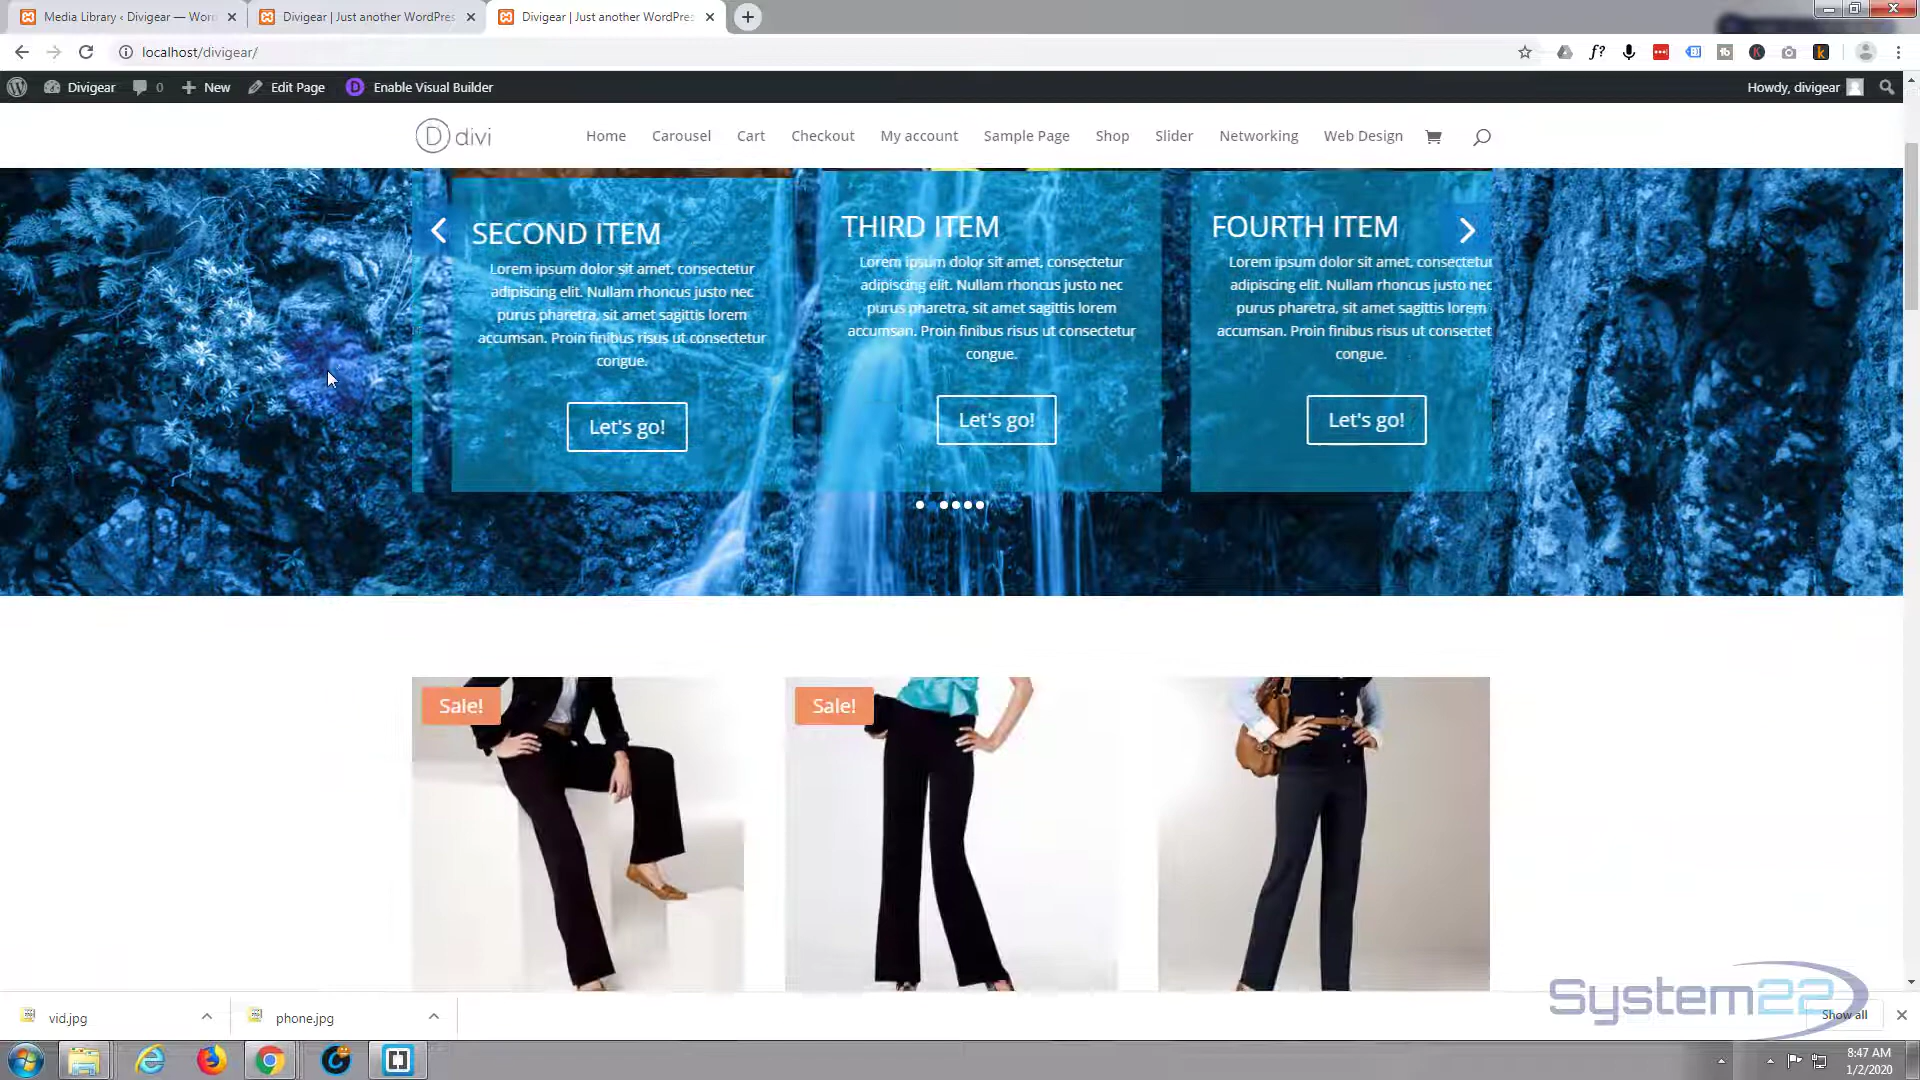 Media Library ‹ Divigear — Wor
Divigear | Just another WordPres
Divigear | Just another WordPres
localhost/divigear/
f?
Divigear
0
New
Edit Page
D
Enable Visual Builder
Howdy, divigear
D divi
Home
Carousel
Cart
Checkout
My account
Sample Page
Shop
Slider
Networking
Web Design
SECOND ITEM
Lorem ipsum dolor sit amet, consectetur
adipiscing elit. Nullam rhoncus justo nec
purus pharetra, sit amet sagittis lorem
accumsan. Proin finibus risus ut consectetur
congue.
Let's go!
THIRD ITEM
Lorem ipsum dolor sit amet, consectetur
adipiscing elit. Nullam rhoncus justo nec
purus pharetra, sit amet sagittis lorem
accumsan. Proin finibus risus ut consectetur
congue.
Let's go!
FOURTH ITEM
Lorem ipsum dolor sit amet, consectetur
adipiscing elit. Nullam rhoncus justo nec
purus pharetra, sit amet sagittis lorem
accumsan. Proin finibus risus ut consectet
congue.
Let's go!
Sale!
Sale!
vid.jpg
phone.jpg
System22
Show all
8:47 AM
1/2/2020